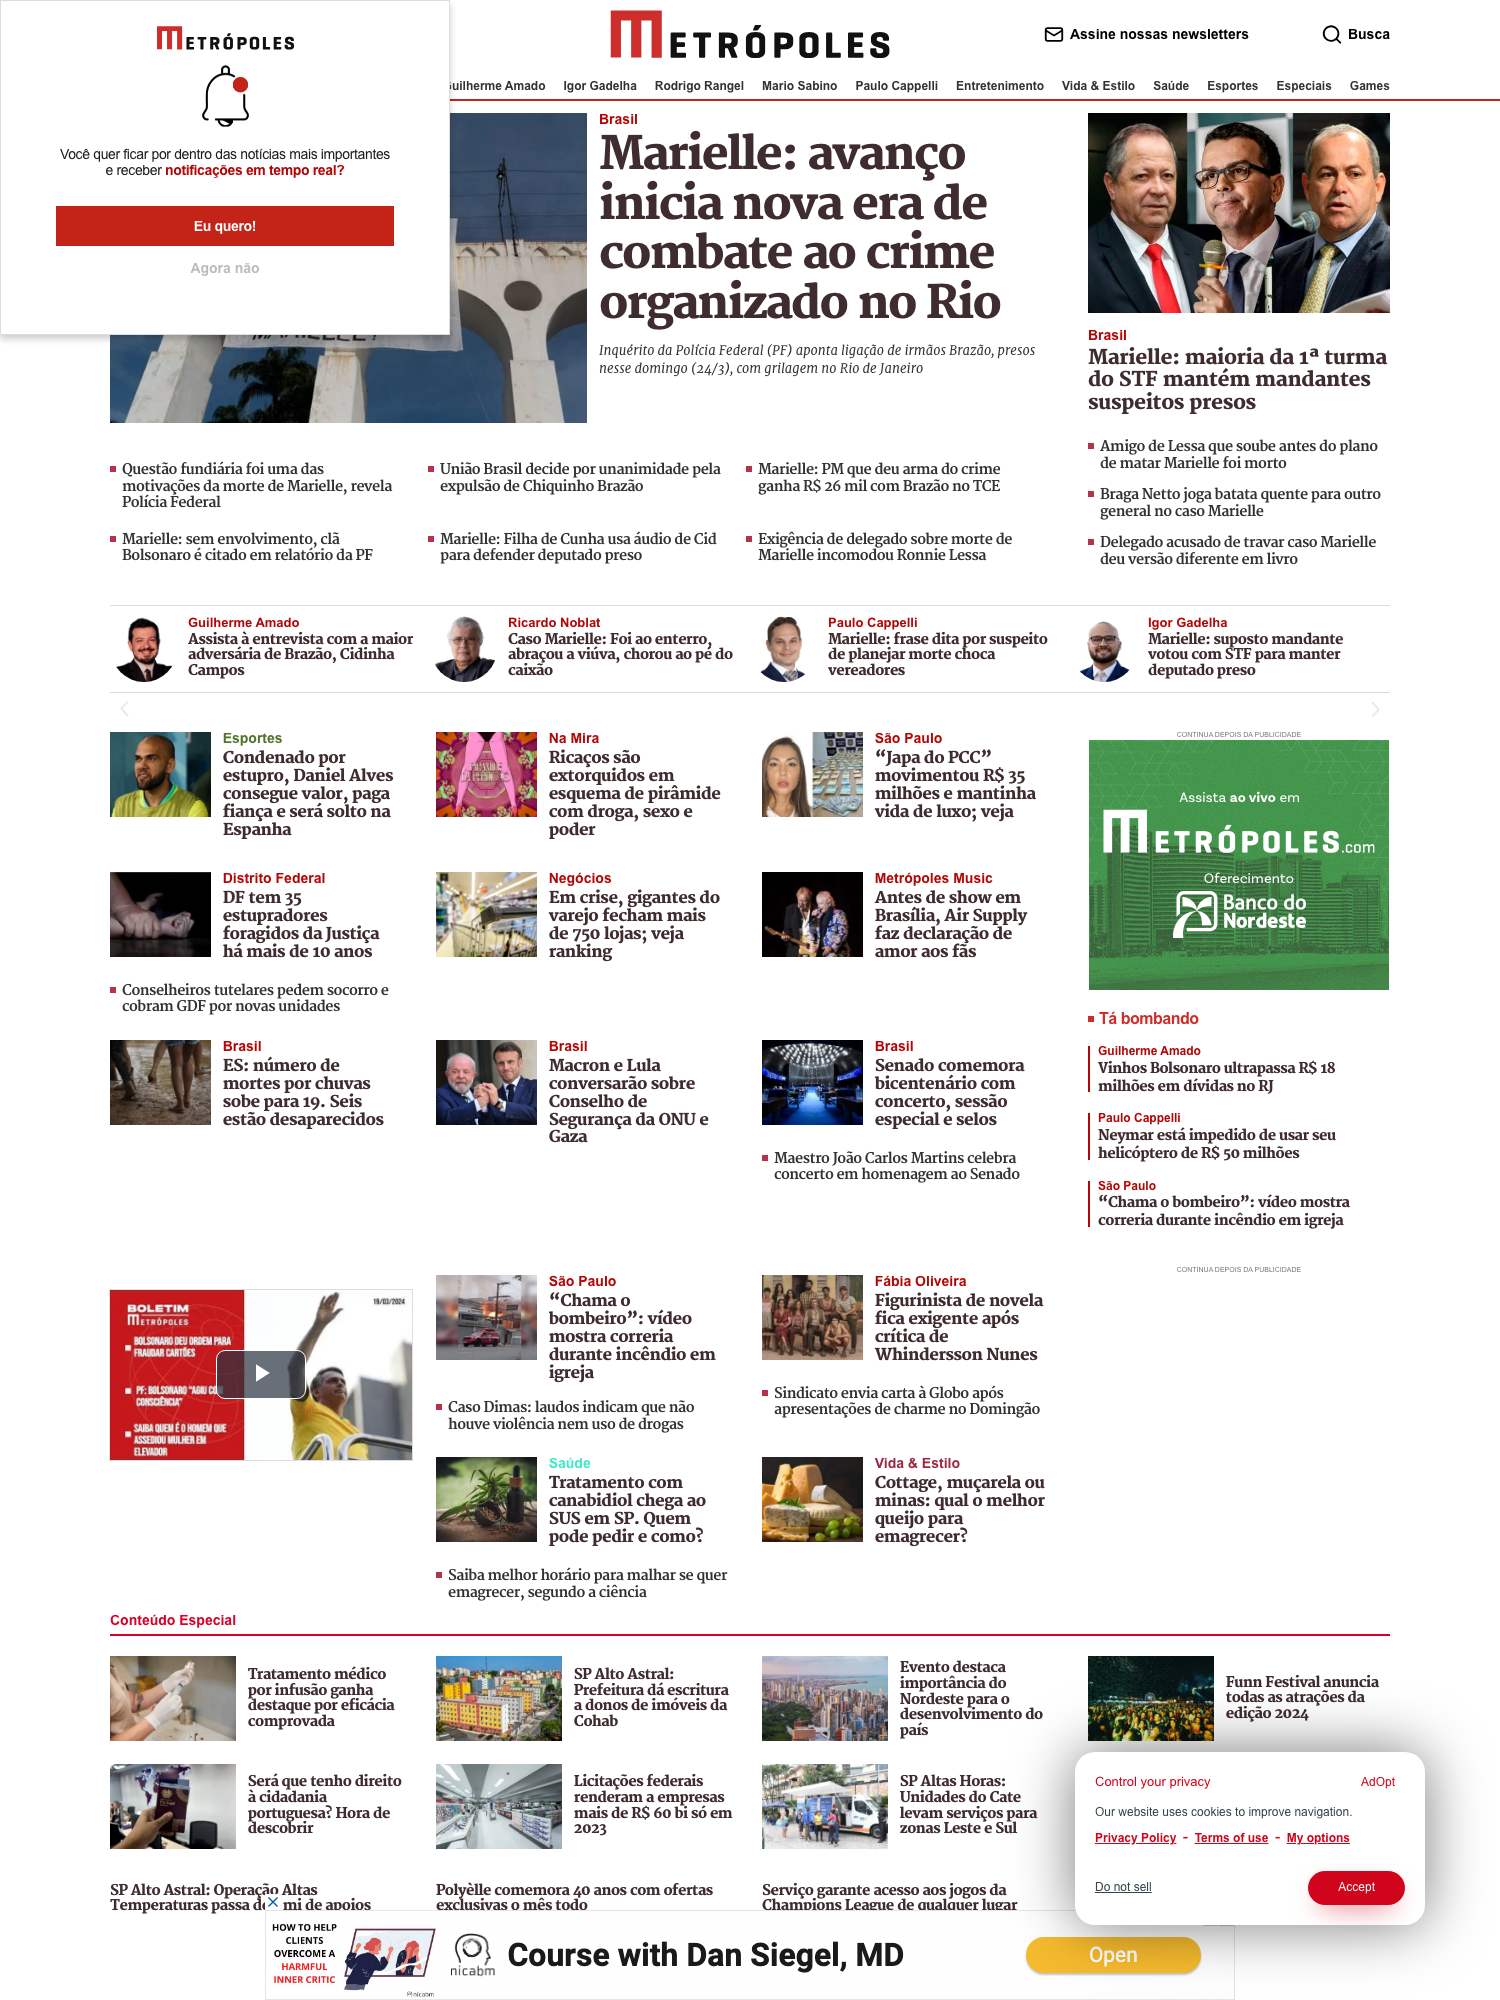 METRÓPOLES
Você quer ficar por dentro das notícias mais importantes
e receber notificações em tempo real?
Eu quero!
Agora não
METRÓPOLES
Assine nossas newsletters
Busca
Guilherme Amado
Igor Gadelha
Rodrigo Rangel
Mario Sabino
Paulo Cappelli
Entretenimento
Vida & Estilo
Saúde
Esportes
Especiais
Games
Brasil
Marielle: avanço
inicia nova era de
combate ao crime
organizado no Rio
Inquérito da Polícia Federal (PF) aponta ligação de irmãos Brazão, presos
nesse domingo (24/3), com grilagem no Rio de Janeiro
Brasil
Marielle: maioria da 1ª turma
do STF mantém mandantes
suspeitos presos
Amigo de Lessa que soube antes do plano
de matar Marielle foi morto
Braga Netto joga batata quente para outro
general no caso Marielle
Delegado acusado de travar caso Marielle
deu versão diferente em livro
Questão fundiária foi uma das
motivações da morte de Marielle, revela
Polícia Federal
União Brasil decide por unanimidade pela
expulsão de Chiquinho Brazão
Marielle: PM que deu arma do crime
ganha R$ 26 mil com Brazão no TCE
Marielle: sem envolvimento, clã
Bolsonaro é citado em relatório da PF
Marielle: Filha de Cunha usa áudio de Cid
para defender deputado preso
Exigência de delegado sobre morte de
Marielle incomodou Ronnie Lessa
Guilherme Amado
Assista à entrevista com a maior
adversária de Brazão, Cidinha
Campos
Ricardo Noblat
Caso Marielle: Foi ao enterro,
abraçou a viúva, chorou ao pé do
caixão
Paulo Cappelli
Marielle: frase dita por suspeito
de planejar morte choca
vereadores
Igor Gadelha
Marielle: suposto mandante
votou com STF para manter
deputado preso
Esportes
Condenado por
estupro, Daniel Alves
consegue valor, paga
fiança e será solto na
Espanha
Na Mira
Ricaços são
extorquidos em
esquema de pirâmide
com droga, sexo e
poder
São Paulo
“Japa do PCC”
movimentou R$ 35
milhões e mantinha
vida de luxo; veja
CONTINUA DEPOIS DA PUBLICIDADE
Assista ao vivo em
METRÓPOLES.com
Oferecimento
Banco do
Nordeste
Distrito Federal
DF tem 35
estupradores
foragidos da Justiça
há mais de 10 anos
Conselheiros tutelares pedem socorro e
cobram GDF por novas unidades
Negócios
Em crise, gigantes do
varejo fecham mais
de 750 lojas; veja
ranking
Metrópoles Music
Antes de show em
Brasília, Air Supply
faz declaração de
amor aos fãs
Tá bombando
Guilherme Amado
Vinhos Bolsonaro ultrapassa R$ 18
milhões em dívidas no RJ
Paulo Cappelli
Neymar está impedido de usar seu
helicóptero de R$ 50 milhões
São Paulo
“Chama o bombeiro”: vídeo mostra
correria durante incêndio em igreja
CONTINUA DEPOIS DA PUBLICIDADE
Brasil
ES: número de
mortes por chuvas
sobe para 19. Seis
estão desaparecidos
Brasil
Macron e Lula
conversarão sobre
Conselho de
Segurança da ONU e
Gaza
Brasil
Senado comemora
bicentenário com
concerto, sessão
especial e selos
Maestro João Carlos Martins celebra
concerto em homenagem ao Senado
BOLETIM
METRÓPOLES
19/03/2024
BOLSONARO DEU ORDEM PARA
FRAUDAR CARTÕES
PF: BOLSONARO "AGIU COM
CONSCIÊNCIA"
SAIBA QUEM É O HOMEM QUE
ASSEDIOU MULHER EM
ELEVADOR
São Paulo
“Chama o
bombeiro”: vídeo
mostra correria
durante incêndio em
igreja
Caso Dimas: laudos indicam que não
houve violência nem uso de drogas
Fábia Oliveira
Figurinista de novela
fica exigente após
crítica de
Whindersson Nunes
Sindicato envia carta à Globo após
apresentações de charme no Domingão
Saúde
Tratamento com
canabidiol chega ao
SUS em SP. Quem
pode pedir e como?
Saiba melhor horário para malhar se quer
emagrecer, segundo a ciência
Vida & Estilo
Cottage, muçarela ou
minas: qual o melhor
queijo para
emagrecer?
Conteúdo Especial
Tratamento médico
por infusão ganha
destaque por eficácia
comprovada
SP Alto Astral:
Prefeitura dá escritura
a donos de imóveis da
Cohab
Evento destaca
importância do
Nordeste para o
desenvolvimento do
país
Funn Festival anuncia
todas as atrações da
edição 2024
Será que tenho direito
à cidadania
portuguesa? Hora de
descobrir
Licitações federais
renderam a empresas
mais de R$ 60 bi só em
2023
SP Altas Horas:
Unidades do Cate
levam serviços para
zonas Leste e Sul
SP Alto Astral: Operação Altas
Temperaturas passa de mi de apoios
Polyèlle comemora 40 anos com ofertas
exclusivas o mês todo
Serviço garante acesso aos jogos da
Champions League de qualquer lugar
Control your privacy
AdOpt
Our website uses cookies to improve navigation.
Privacy Policy - Terms of use - My options
Do not sell
Accept
HOW TO HELP
CLIENTS
OVERCOME A
HARMFUL
INNER CRITIC
nicabm
nicabm
Course with Dan Siegel, MD
Open